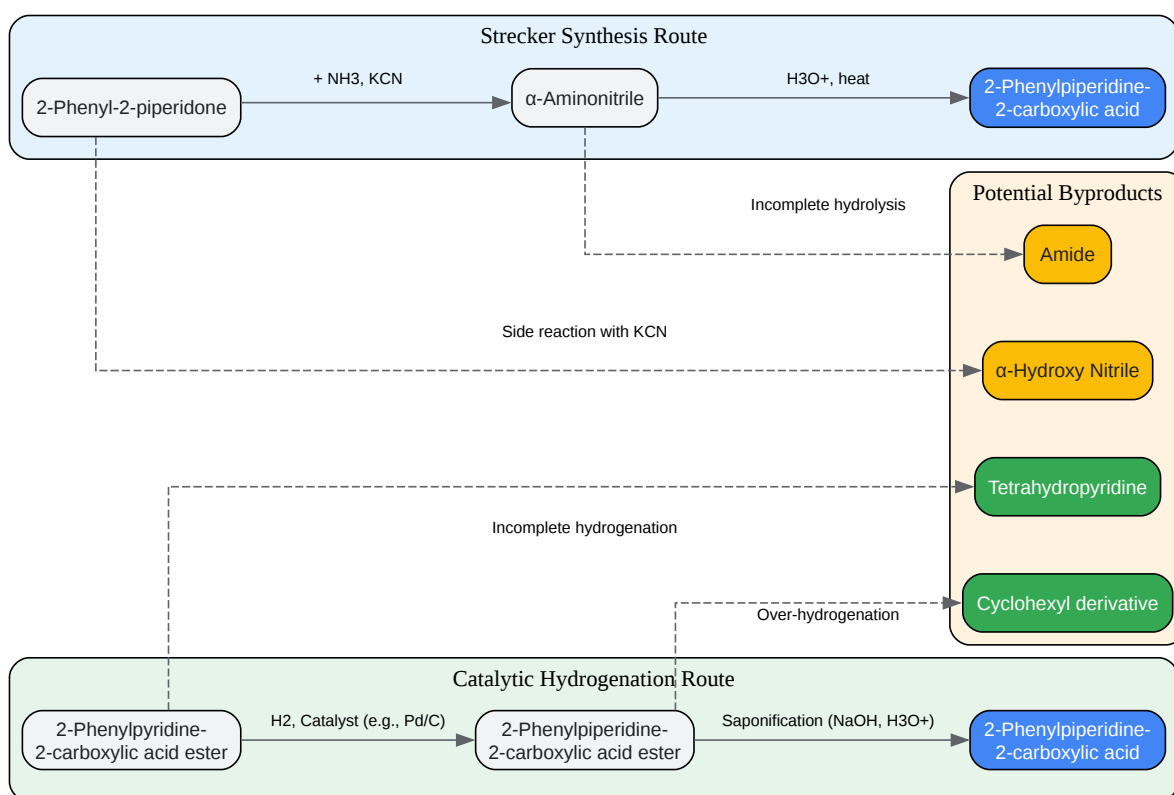 Strecker Synthesis Route
2-Phenyl-2-piperidone
+ NH3, KCN
α-Aminonitrile
H3O+, heat
2-Phenylpiperidine-
2-carboxylic acid
Potential Byproducts
Incomplete hydrolysis
Amide
Side reaction with KCN
α-Hydroxy Nitrile
Tetrahydropyridine
Incomplete hydrogenation
Cyclohexyl derivative
Over-hydrogenation
Catalytic Hydrogenation Route
2-Phenylpyridine-
2-carboxylic acid ester
H2, Catalyst (e.g., Pd/C)
2-Phenylpiperidine-
2-carboxylic acid ester
Saponification (NaOH, H3O+)
2-Phenylpiperidine-
2-carboxylic acid